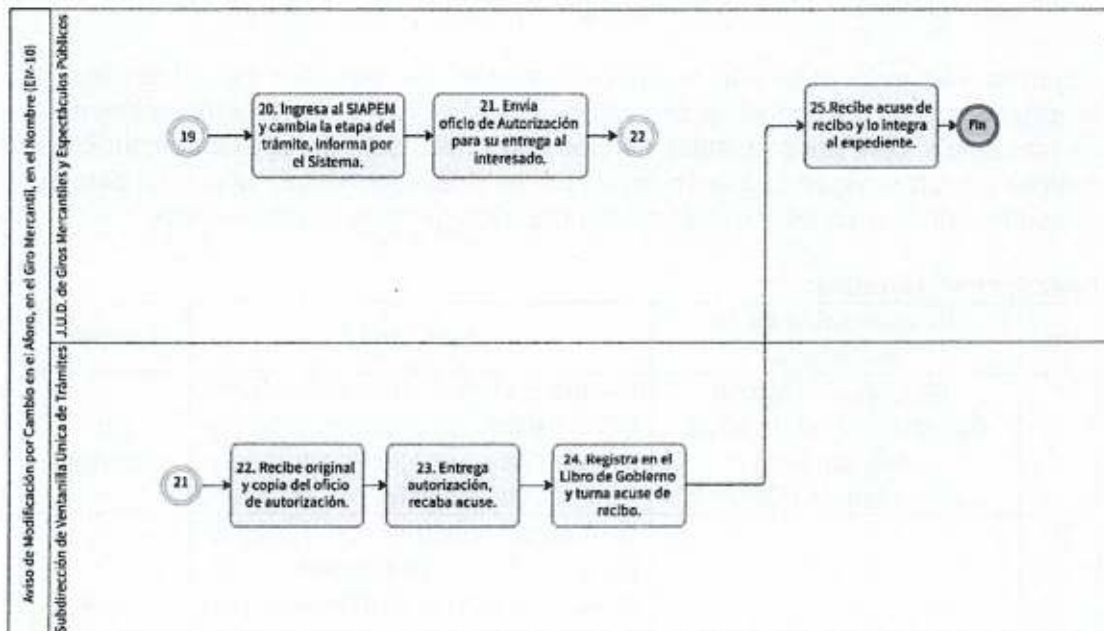 Aviso de Modificación por Cambio en el Aforo, en el Giro Mercantil, en el Nombre (EM-10)
J.U.D. de Giros Mercantiles y Espectáculos Públicos
19
20. Ingresa al SIAPEM
y cambia la etapa del
trámite, informa por
el Sistema.
21. Envía
oficio de Autorización
para su entrega al
interesado.
22
25.Recibe acuse de
recibo y lo integra
al expediente.
Fin
Subdirección de Ventanilla Única de Trámites
21
22. Recibe original
y copia del oficio
de autorización.
23. Entrega
autorización,
recaba acuse.
24. Registra en el
Libro de Gobierno
y turna acuse de
recibo.